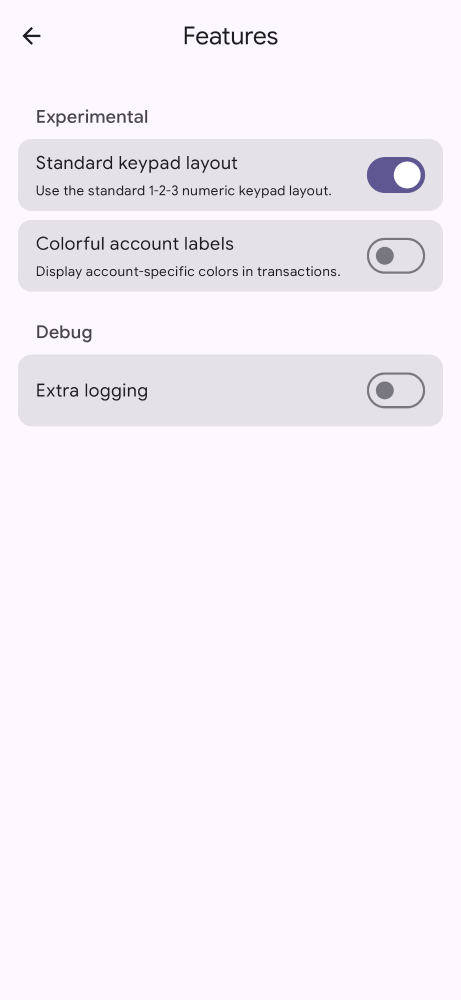 Features
Experimental
Standard keypad layout
Use the standard 1-2-3 numeric keypad layout.
Colorful account labels
Display account-specific colors in transactions.
Debug
Extra logging